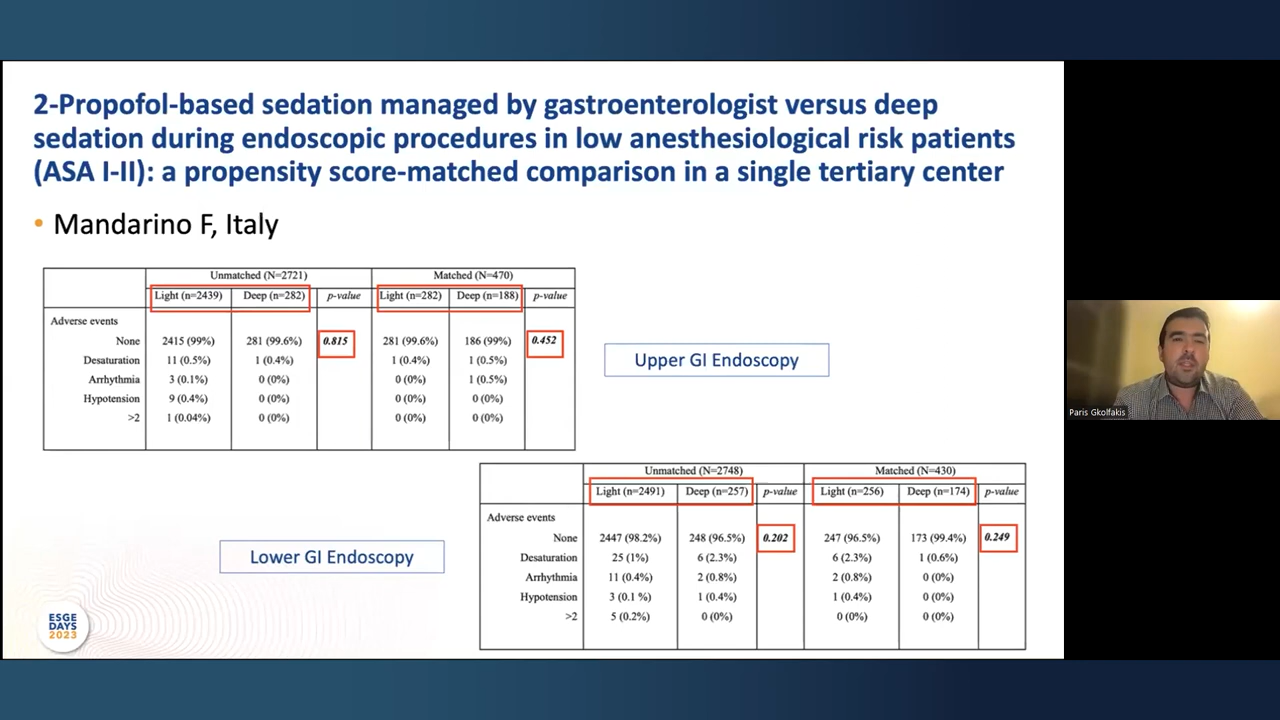 2-Propofol-based sedation managed by gastroenterologist versus deep
sedation during endoscopic procedures in low anesthesiological risk patients
(ASA I-II): a propensity score-matched comparison in a single tertiary center
• Mandarino F, Italy
Unmatched (N=2721) Matched (N=470)
Light (n=2439) Deep (n=282) p-value Light (n=282) Deep (n=188) p-value
Adverse events
None 2415 (99%) 281 (99.6%) 0.815 281 (99.6%) 186 (99%) 0.452
Desaturation 11 (0.5%) 1 (0.4%) 1 (0.4%) 1 (0.5%)
Arrhythmia 3 (0.1%) 0 (0%) 0 (0%) 1 (0.5%)
Hypotension 9 (0.4%) 0 (0%) 0 (0%) 0 (0%)
>2 1 (0.04%) 0 (0%) 0 (0%) 0 (0%)
Upper GI Endoscopy
Paris Gkolfakis
Unmatched (N=2748) Matched (N=430)
Light (n=2491) Deep (n=257) p-value Light (n=256) Deep (n=174) p-value
Adverse events
None 2447 (98.2%) 248 (96.5%) 0.202 247 (96.5%) 173 (99.4%) 0.249
Desaturation 25 (1%) 6 (2.3%) 6 (2.3%) 1 (0.6%)
Arrhythmia 11 (0.4%) 2 (0.8%) 2 (0.8%) 0 (0%)
Hypotension 3 (0.1 %) 1 (0.4%) 1 (0.4%) 0 (0%)
>2 5 (0.2%) 0 (0%) 0 (0%) 0 (0%)
Lower GI Endoscopy
ESGE
DAYS
2023